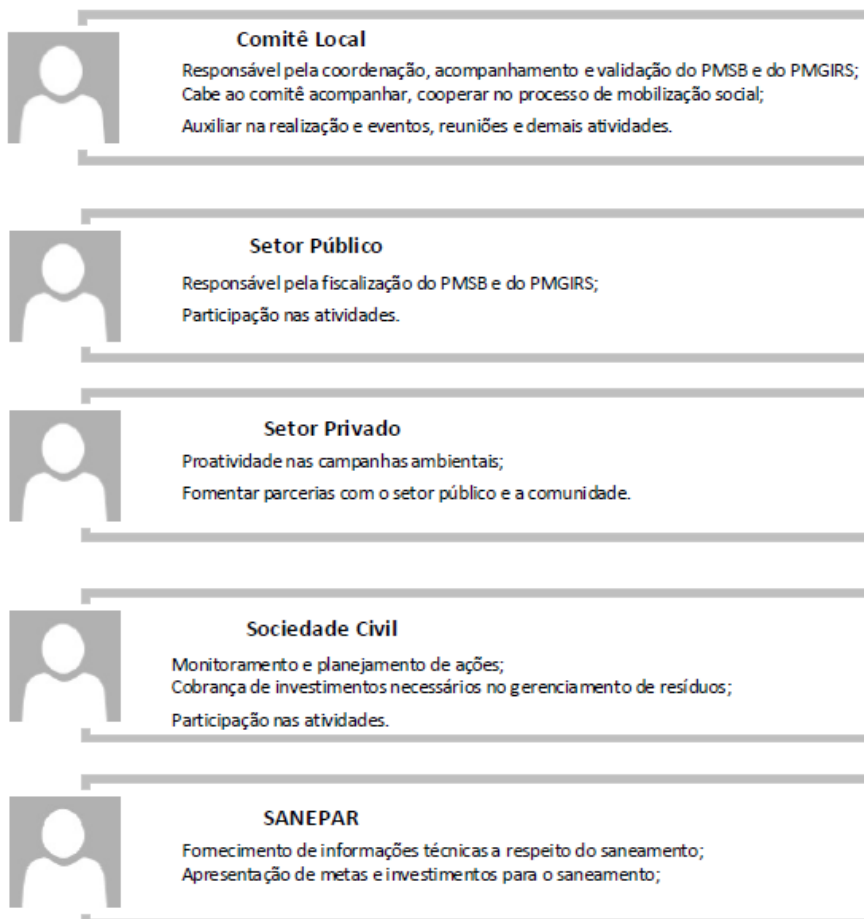 Comitê Local
Responsável pela coordenação, acompanhamento e validação do PMSB e do PMGIRS;
Cabe ao comitê acompanhar, cooperar no processo de mobilização social;
Auxiliar na realização e eventos, reuniões e demais atividades.
Setor Público
Responsável pela fiscalização do PMSB e do PMGIRS;
Participação nas atividades.
Setor Privado
Proatividade nas campanhas ambientais;
Fomentar parcerias com o setor público e a comunidade.
Sociedade Civil
Monitoramento e planejamento de ações;
Cobrança de investimentos necessários no gerenciamento de resíduos;
Participação nas atividades.
SANEPAR
Fornecimento de informações técnicas a respeito do saneamento;
Apresentação de metas e investimentos para o saneamento;